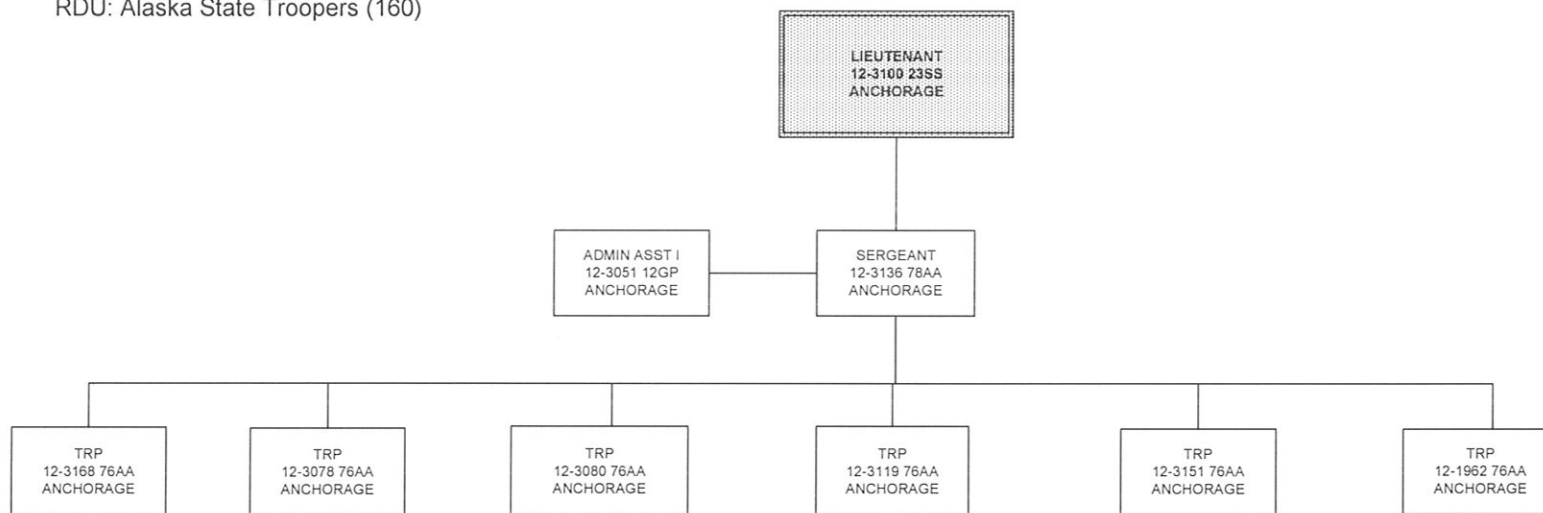 RDU: Alaska State Troopers (160)
LIEUTENANT
12-3100 23SS
ANCHORAGE
ADMIN ASST I
12-3051 12GP
ANCHORAGE
SERGEANT
12-3136 78AA
ANCHORAGE
TRP
12-3168 76AA
ANCHORAGE
TRP
12-3078 76AA
ANCHORAGE
TRP
12-3080 76AA
ANCHORAGE
TRP
12-3119 76AA
ANCHORAGE
TRP
12-3151 76AA
ANCHORAGE
TRP
12-1962 76AA
ANCHORAGE